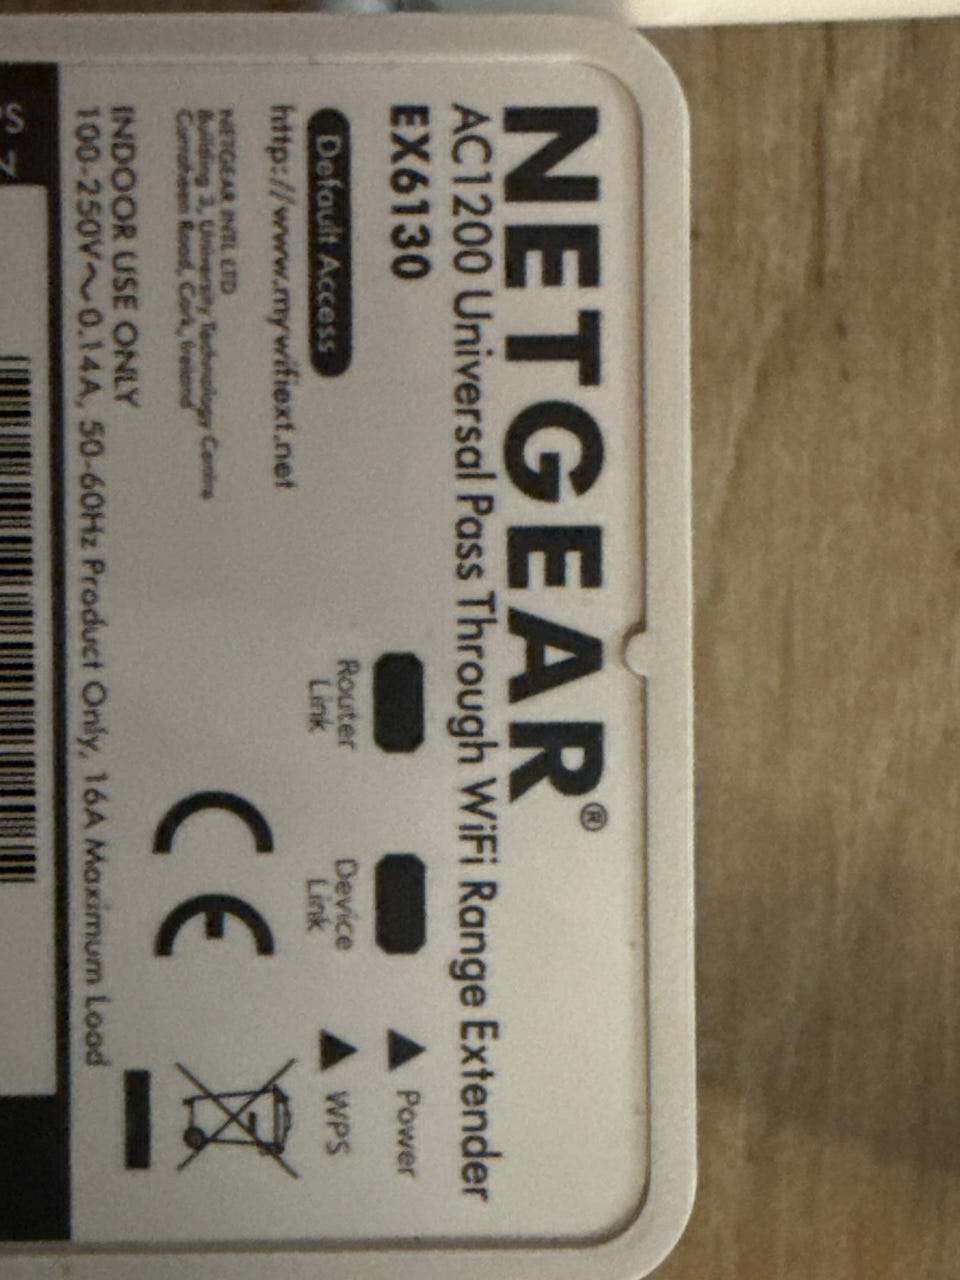 NETGEAR®
AC1200 Universal Pass Through WiFi Range Extender
EX6130
Power
Default Access
Router
Link
Device
Link
WPS
http://www.mywifiext.net
NETGEAR INTL LTD
Building 3, University Technology Centre
Curraheen Road, Cork, Ireland
CE
INDOOR USE ONLY
100-250V~0.14A, 50-60Hz Product Only, 16A Maximum Load